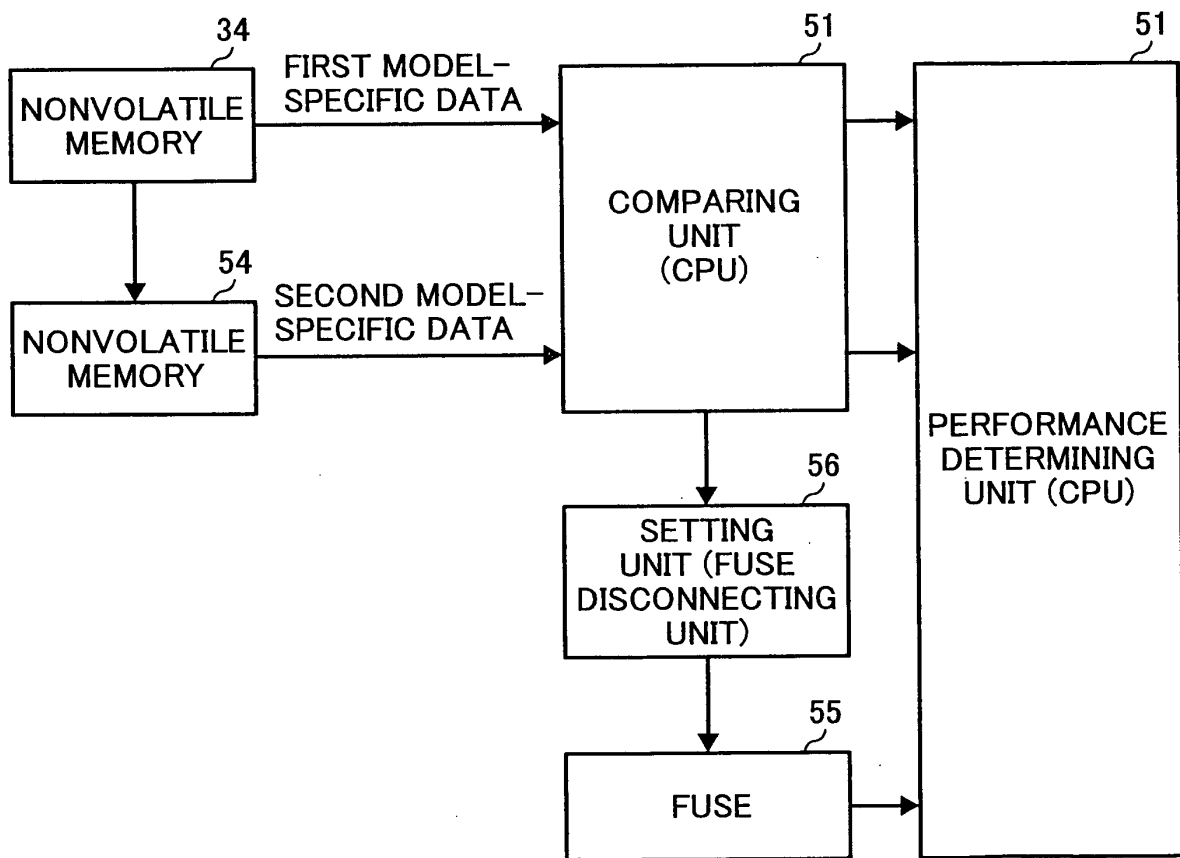 34
NONVOLATILE
MEMORY
FIRST MODEL-
SPECIFIC DATA
51
COMPARING
UNIT
(CPU)
51
PERFORMANCE
DETERMINING
UNIT (CPU)
54
NONVOLATILE
MEMORY
SECOND MODEL-
SPECIFIC DATA
56
SETTING
UNIT (FUSE
DISCONNECTING
UNIT)
55
FUSE